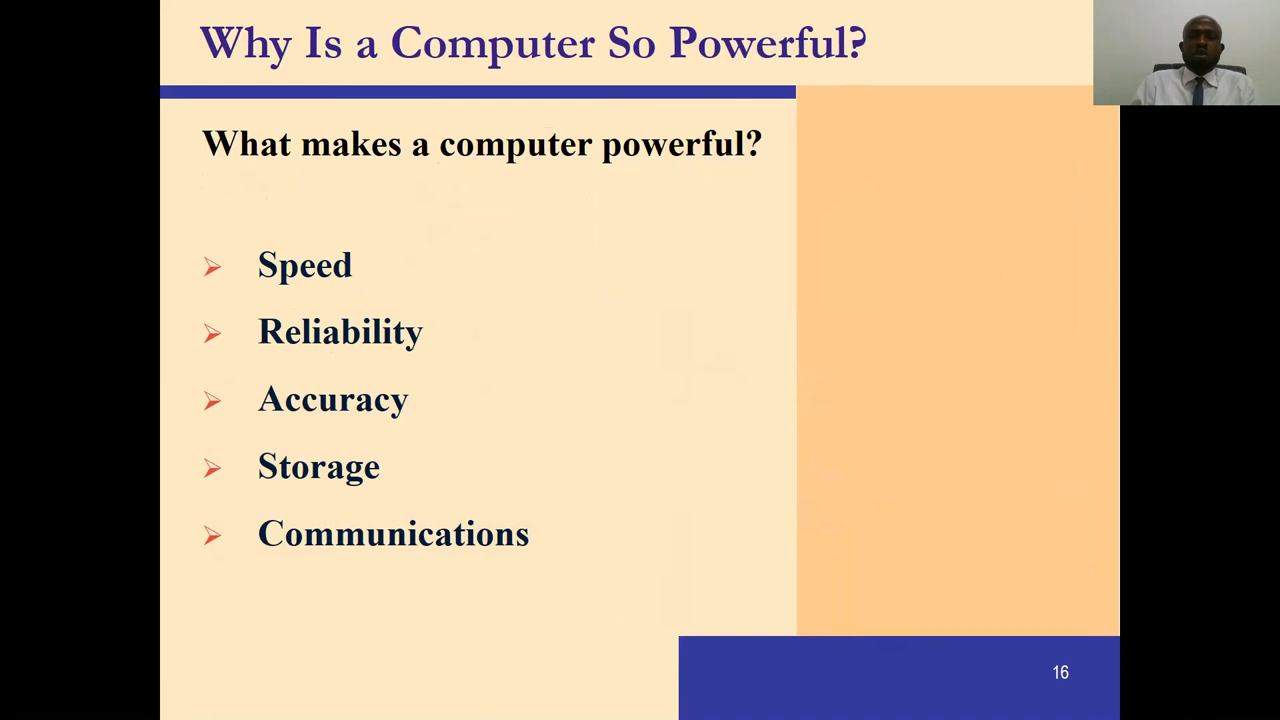 Why Is a Computer So Powerful?
What makes a computer powerful?
Speed
Reliability
Accuracy
Storage
Communications
16